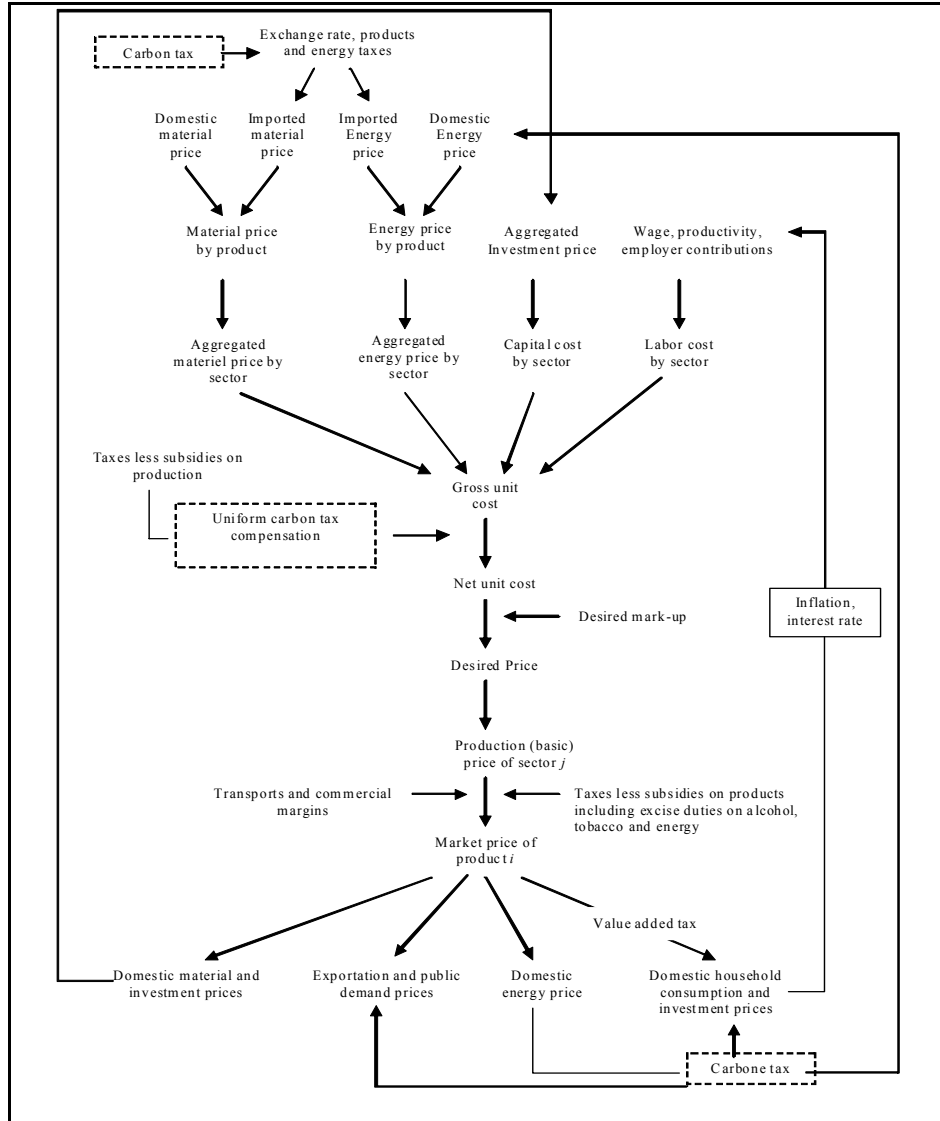 Carbon tax
Exchange rate, products
and energy taxes
Domestic
material
price
Imported
material
price
Imported
Energy
price
Domestic
Energy
price
Material price
by product
Energy price
by product
Aggregated
Investment price
Wage, productivity,
employer contributions
Aggregated
materiel price by
sector
Aggregated
energy price by
sector
Capital cost
by sector
Labor cost
by sector
Taxes less subsidies on
production
Gross unit
cost
Uniform carbon tax
compensation
Net unit cost
Inflation,
interest rate
Desired mark-up
Desired Price
Production (basic)
price of sector j
Transports and commercial
margins
Taxes less subsidies on products
including excise duties on alcohol,
tobacco and energy
Market price of
product i
Value added tax
Domestic material and
investment prices
Exportation and public
demand prices
Domestic
energy price
Domestic household
consumption and
investment prices
Carbone tax